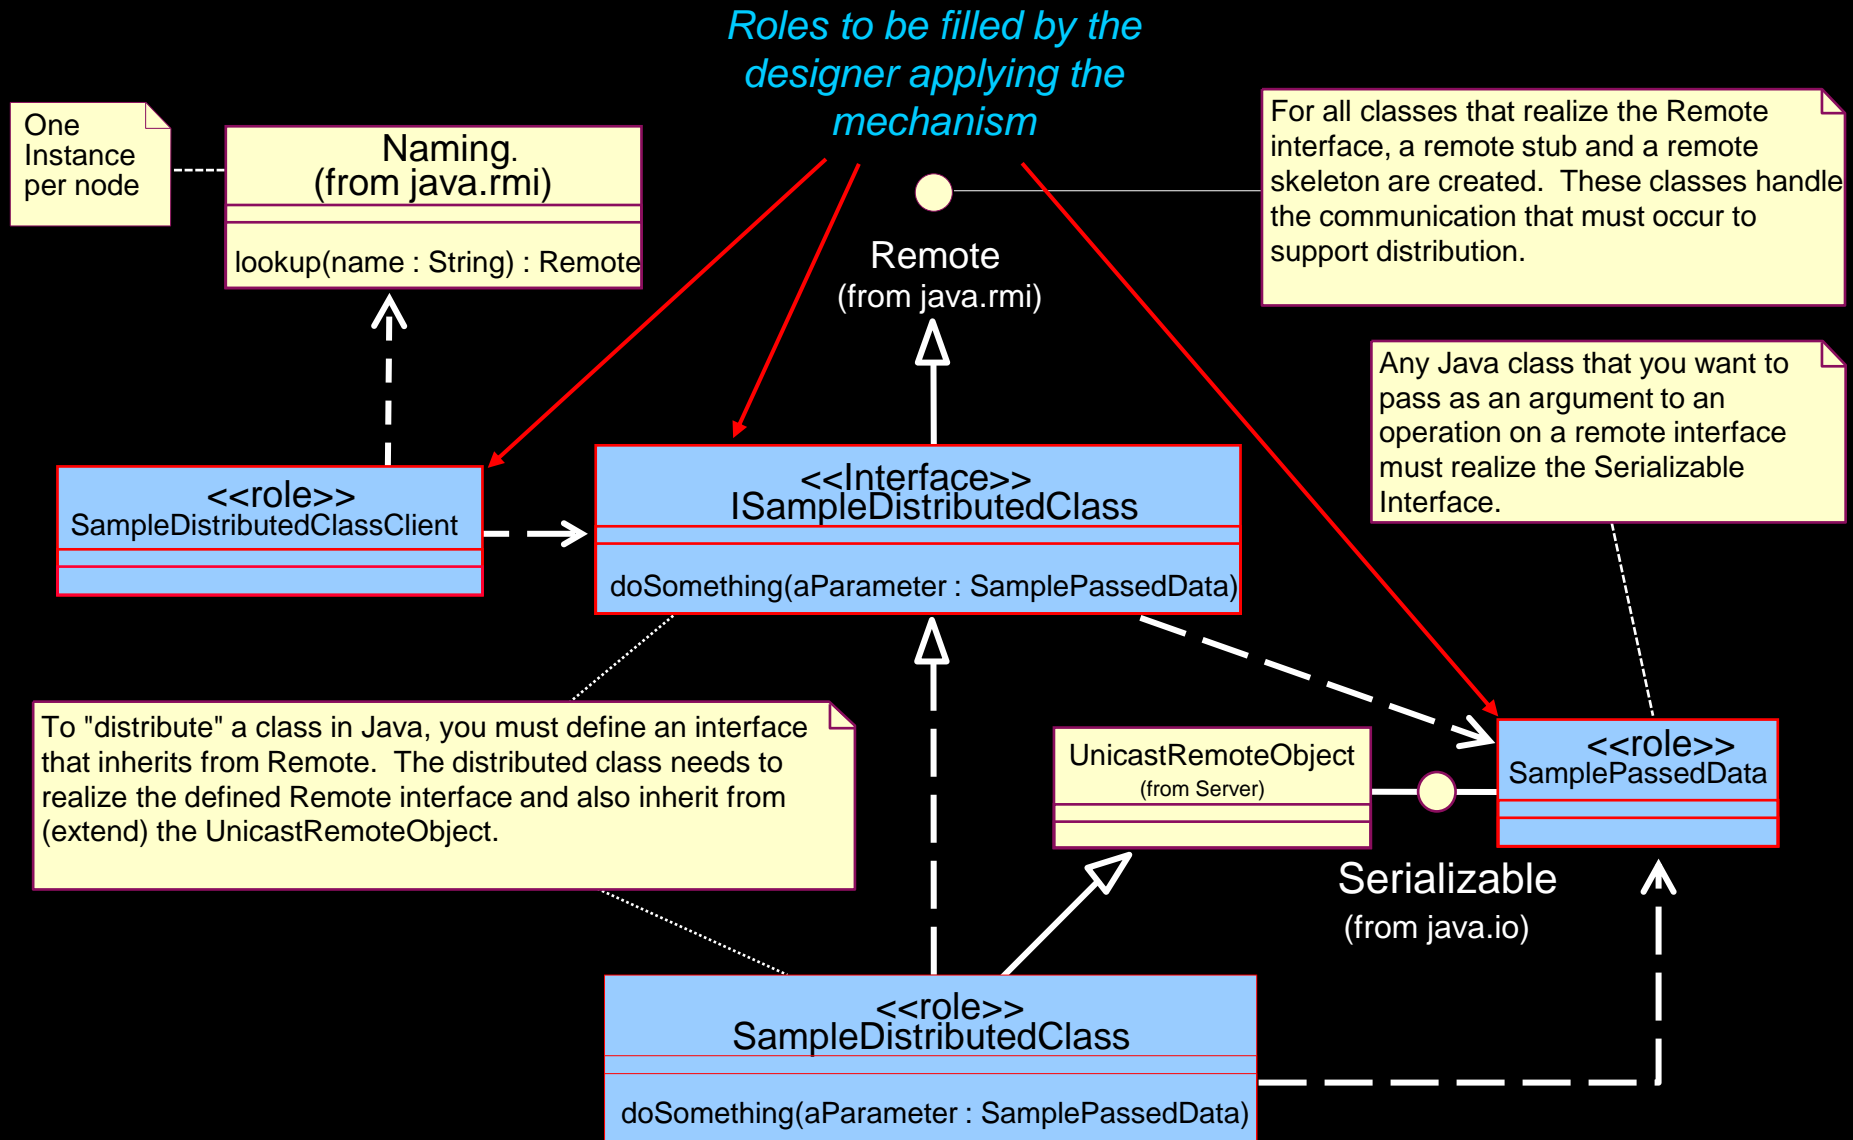 Roles to be filled by the
designer applying the
mechanism
One
Instance
per node
Naming.
(from java.rmi)
lookup(name : String) : Remote
Remote
(from java.rmi)
For all classes that realize the Remote
interface, a remote stub and a remote
skeleton are created. These classes handle
the communication that must occur to
support distribution.
Any Java class that you want to
pass as an argument to an
operation on a remote interface
must realize the Serializable
Interface.
<<role>>
SampleDistributedClassClient
<<Interface>>
ISampleDistributedClass
doSomething(aParameter : SamplePassedData)
To "distribute" a class in Java, you must define an interface
that inherits from Remote. The distributed class needs to
realize the defined Remote interface and also inherit from
(extend) the UnicastRemoteObject.
UnicastRemoteObject
(from Server)
<<role>>
SamplePassedData
Serializable
(from java.io)
<<role>>
SampleDistributedClass
doSomething(aParameter : SamplePassedData)